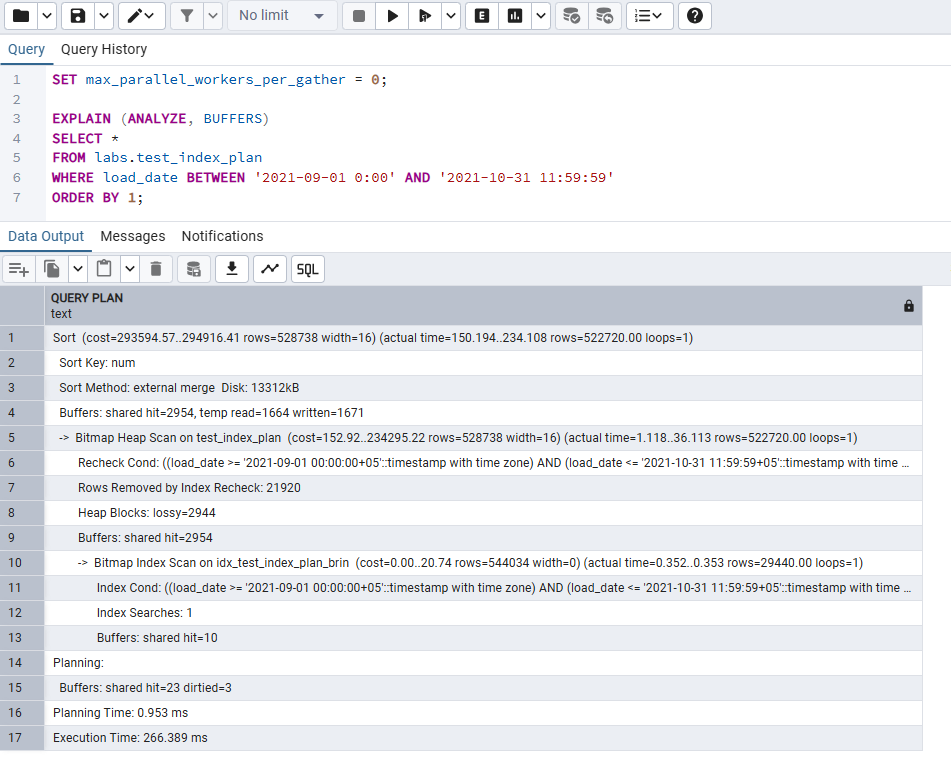 No limit
E
SQL
Query Query History
1 SET max_parallel_workers_per_gather = 0;
2
3 EXPLAIN (ANALYZE, BUFFERS)
4 SELECT *
5 FROM labs.test_index_plan
6 WHERE load_date BETWEEN '2021-09-01 0:00' AND '2021-10-31 11:59:59'
7 ORDER BY 1;
Data Output Messages Notifications
QUERY PLAN
text
1 Sort (cost=293594.57..294916.41 rows=528738 width=16) (actual time=150.194..234.108 rows=522720.00 loops=1)
2 Sort Key: num
3 Sort Method: external merge Disk: 13312kB
4 Buffers: shared hit=2954, temp read=1664 written=1671
5 -> Bitmap Heap Scan on test_index_plan (cost=152.92..234295.22 rows=528738 width=16) (actual time=1.118..36.113 rows=522720.00 loops=1)
6 Recheck Cond: ((load_date >= '2021-09-01 00:00:00+05'::timestamp with time zone) AND (load_date <= '2021-10-31 11:59:59+05'::timestamp with time ...
7 Rows Removed by Index Recheck: 21920
8 Heap Blocks: lossy=2944
9 Buffers: shared hit=2954
10 -> Bitmap Index Scan on idx_test_index_plan_brin (cost=0.00..20.74 rows=544034 width=0) (actual time=0.352..0.353 rows=29440.00 loops=1)
11 Index Cond: ((load_date >= '2021-09-01 00:00:00+05'::timestamp with time zone) AND (load_date <= '2021-10-31 11:59:59+05'::timestamp with time ...
12 Index Searches: 1
13 Buffers: shared hit=10
14 Planning:
15 Buffers: shared hit=23 dirtied=3
16 Planning Time: 0.953 ms
17 Execution Time: 266.389 ms